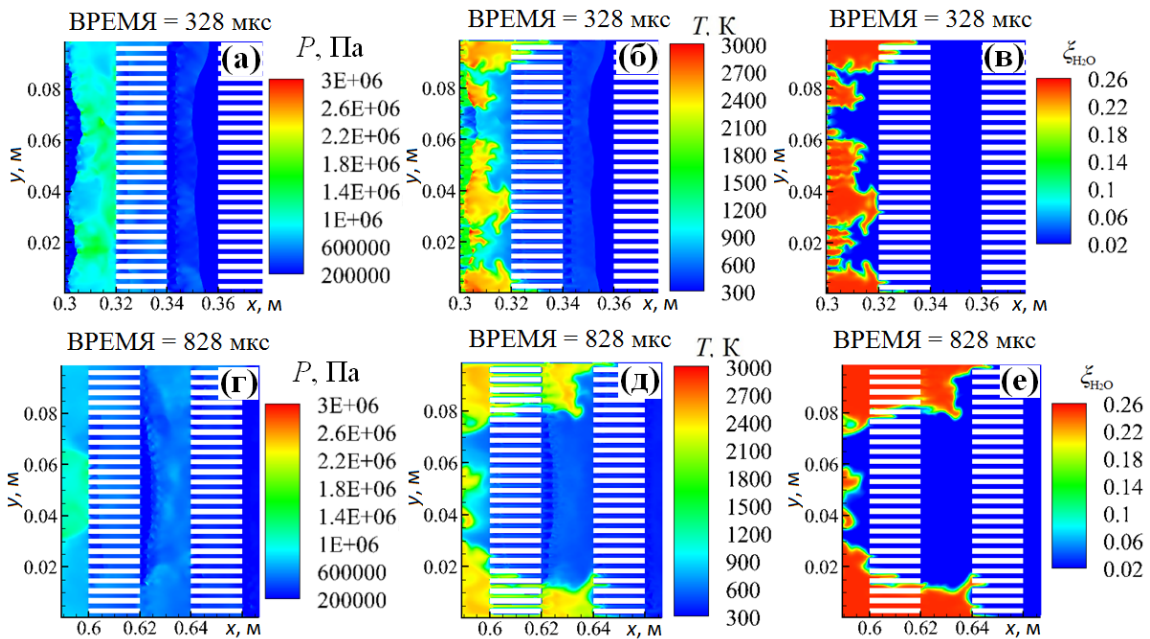 ВРЕМЯ = 328 мкс
(а)
P, Па
y, м
0.08
0.06
0.04
0.02
0.3
0.32
0.34
0.36
x, м
3E+06
2.6E+06
2.2E+06
1.8E+06
1.4E+06
1E+06
600000
200000
ВРЕМЯ = 328 мкс
(б)
T, К
y, м
0.08
0.06
0.04
0.02
0.3
0.32
0.34
0.36
x, м
3000
2700
2400
2100
1800
1500
1200
900
600
300
ВРЕМЯ = 328 мкс
(в)
ξH₂O
y, м
0.08
0.06
0.04
0.02
0.3
0.32
0.34
0.36
x, м
0.26
0.22
0.2
0.17
0.14
0.1
0.06
0.02
ВРЕМЯ = 828 мкс
(г)
P, Па
y, м
0.08
0.06
0.04
0.02
0.6
0.62
0.64
x, м
3E+06
2.6E+06
2.2E+06
1.8E+06
1.4E+06
1E+06
600000
200000
ВРЕМЯ = 828 мкс
(д)
T, К
y, м
0.08
0.06
0.04
0.02
0.6
0.62
0.64
x, м
3000
2700
2400
2100
1800
1500
1200
900
600
300
ВРЕМЯ = 828 мкс
(е)
ξH₂O
y, м
0.08
0.06
0.04
0.02
0.6
0.62
0.64
x, м
0.26
0.22
0.2
0.17
0.14
0.1
0.06
0.02